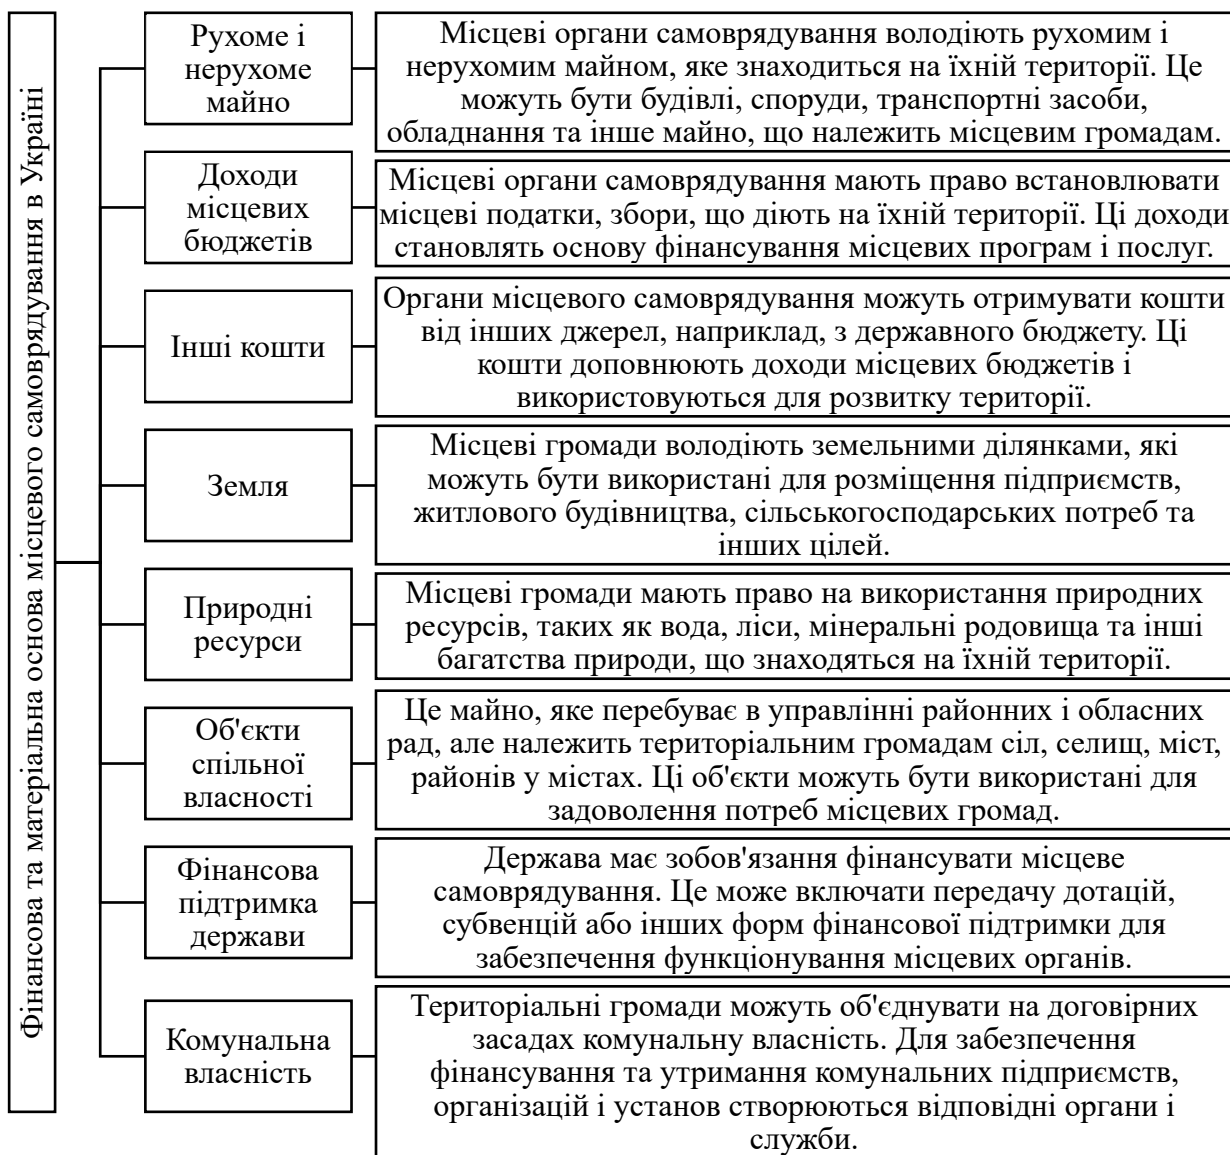 Фінансова та матеріальна основа місцевого самоврядування в Україні
Рухоме і
нерухоме
майно
Місцеві органи самоврядування володіють рухомим і
нерухомим майном, яке знаходиться на їхній території. Це
можуть бути будівлі, споруди, транспортні засоби,
обладнання та інше майно, що належить місцевим громадам.
Доходи
місцевих
бюджетів
Місцеві органи самоврядування мають право встановлювати
місцеві податки, збори, що діють на їхній території. Ці доходи
становлять основу фінансування місцевих програм і послуг.
Інші кошти
Органи місцевого самоврядування можуть отримувати кошти
від інших джерел, наприклад, з державного бюджету. Ці
кошти доповнюють доходи місцевих бюджетів і
використовуються для розвитку території.
Земля
Місцеві громади володіють земельними ділянками, які
можуть бути використані для розміщення підприємств,
житлового будівництва, сільськогосподарських потреб та
інших цілей.
Природні
ресурси
Місцеві громади мають право на використання природних
ресурсів, таких як вода, ліси, мінеральні родовища та інші
багатства природи, що знаходяться на їхній території.
Об'єкти
спільної
власності
Це майно, яке перебуває в управлінні районних і обласних
рад, але належить територіальним громадам сіл, селищ, міст,
районів у містах. Ці об'єкти можуть бути використані для
задоволення потреб місцевих громад.
Фінансова
підтримка
держави
Держава має зобов'язання фінансувати місцеве
самоврядування. Це може включати передачу дотацій,
субвенцій або інших форм фінансової підтримки для
забезпечення функціонування місцевих органів.
Комунальна
власність
Територіальні громади можуть об'єднувати на договірних
засадах комунальну власність. Для забезпечення
фінансування та утримання комунальних підприємств,
організацій і установ створюються відповідні органи і
служби.